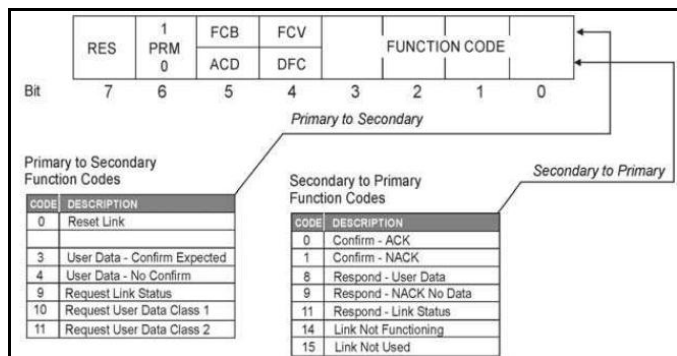 RES 1 PRM 0 FCB FCV FUNCTION CODE
ACD DFC
Bit 7 6 5 4 3 2 1 0
Primary to Secondary
Secondary to Primary
Primary to Secondary
Function Codes
CODE DESCRIPTION
0 Reset Link
3 User Data - Confirm Expected
4 User Data - No Confirm
9 Request Link Status
10 Request User Data Class 1
11 Request User Data Class 2
Secondary to Primary
Function Codes
CODE DESCRIPTION
0 Confirm - ACK
1 Confirm - NACK
8 Respond - User Data
9 Respond - NACK No Data
11 Respond - Link Status
14 Link Not Functioning
15 Link Not Used